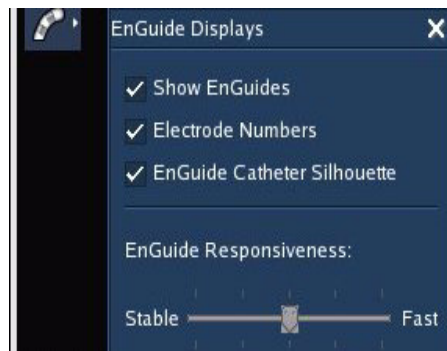 EnGuide Displays
Show EnGuides
Electrode Numbers
EnGuide Catheter Silhouette
EnGuide Responsiveness:
Stable Fast